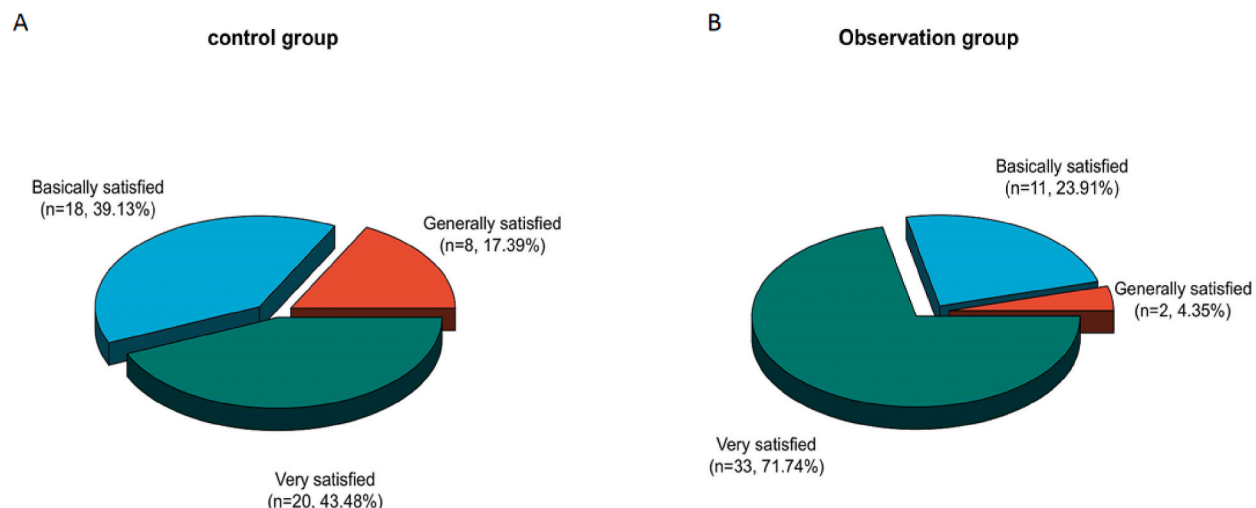 A
control group
Basically satisfied
(n=18, 39.13%)
Generally satisfied
(n=8, 17.39%)
Very satisfied
(n=20, 43.48%)
B
Observation group
Basically satisfied
(n=11, 23.91%)
Generally satisfied
(n=2, 4.35%)
Very satisfied
(n=33, 71.74%)